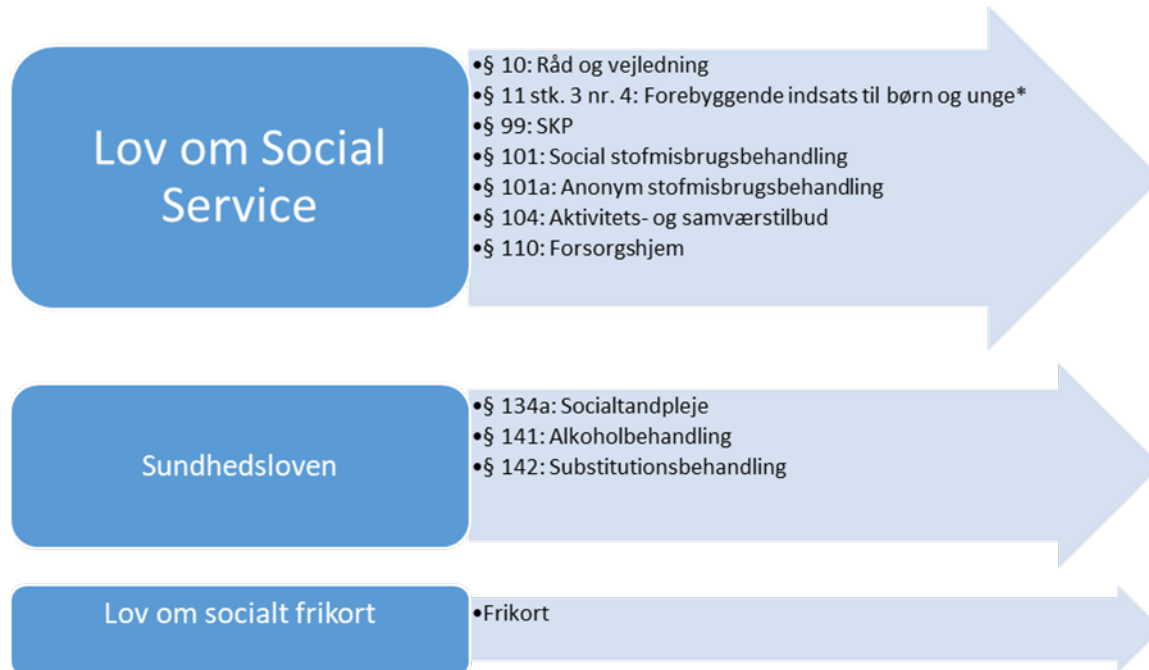 Lov om Social
Service
•§ 10: Råd og vejledning
•§ 11 stk. 3 nr. 4: Forebyggende indsats til børn og unge*
•§ 99: SKP
•§ 101: Social stofmisbrugsbehandling
•§ 101a: Anonym stofmisbrugsbehandling
•§ 104: Aktivitets- og samværstilbud
•§ 110: Forsorgshjem
Sundhedsloven
•§ 134a: Socialtandpleje
•§ 141: Alkoholbehandling
•§ 142: Substitutionsbehandling
Lov om socialt frikort
•Frikort